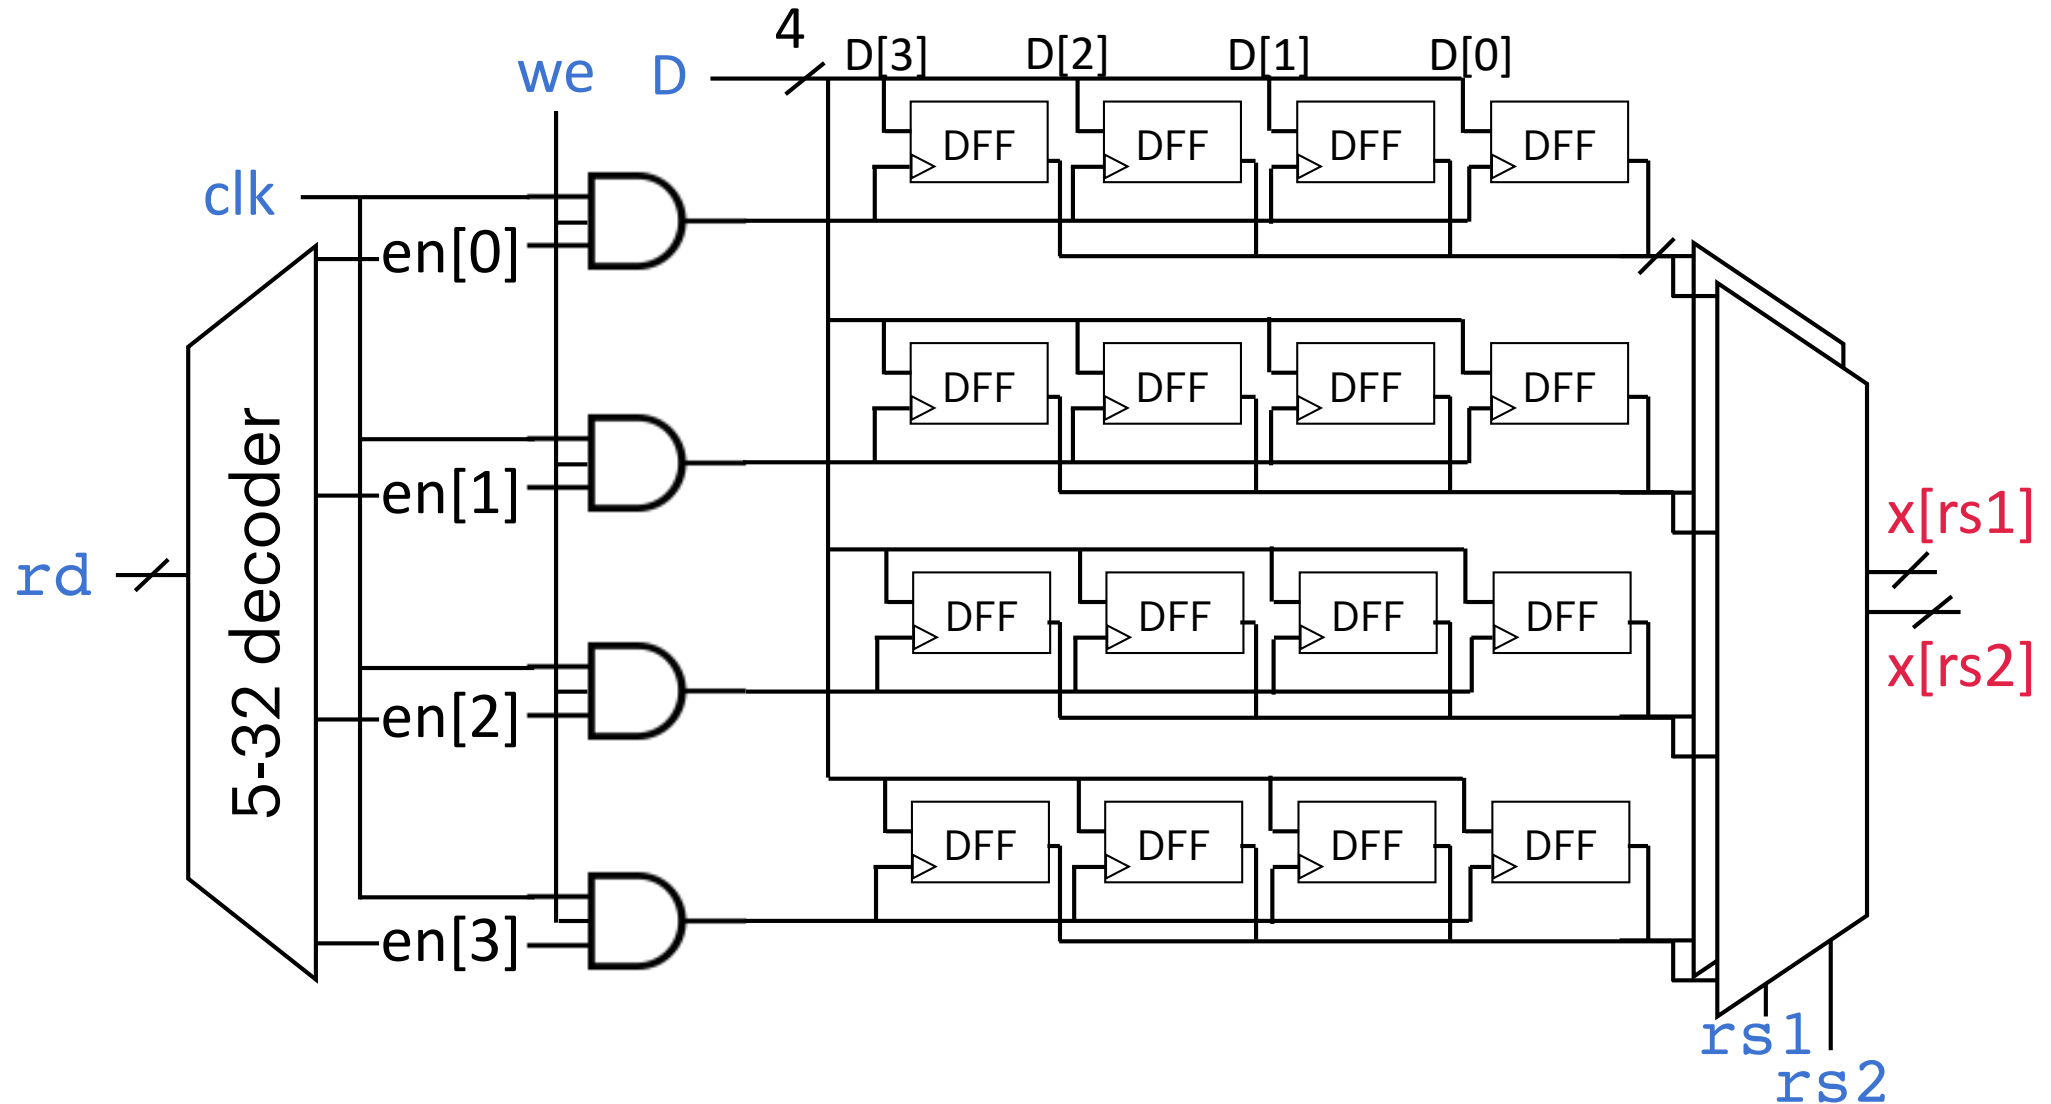 4
we
D
D[3]
D[2]
D[1]
D[0]
DFF
DFF
DFF
DFF
clk
en[0]
DFF
DFF
DFF
DFF
en[1]
5-32 decoder
rd
x[rs1]
DFF
DFF
DFF
DFF
x[rs2]
en[2]
DFF
DFF
DFF
DFF
en[3]
rs1
rs2